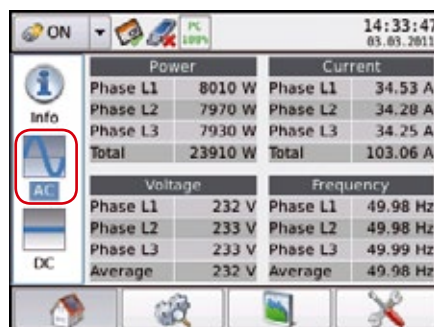 ON PC 100% 14:33:47
03.03.2011
Info
AC
DC
Power Current
Phase L1 8010 W Phase L1 34.53 A
Phase L2 7970 W Phase L2 34.28 A
Phase L3 7930 W Phase L3 34.25 A
Total 23910 W Total 103.06 A
Voltage Frequency
Phase L1 232 V Phase L1 49.98 Hz
Phase L2 233 V Phase L2 49.98 Hz
Phase L3 233 V Phase L3 49.99 Hz
Average 232 V Average 49.98 Hz